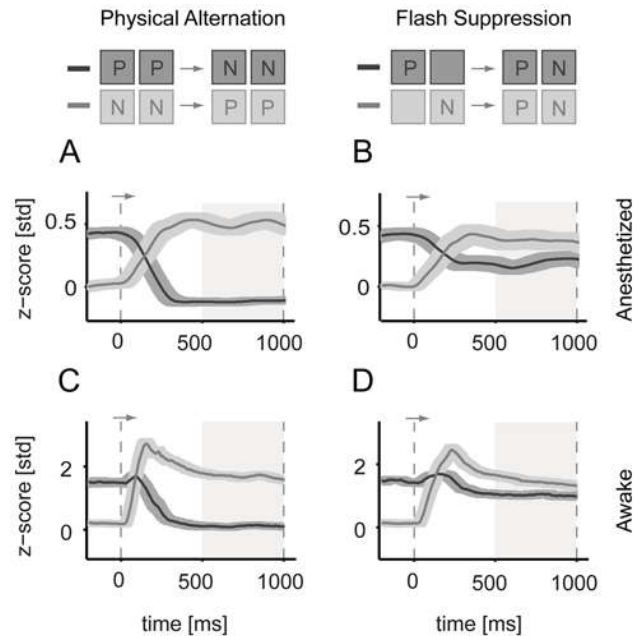 Physical Alternation
Flash Suppression
P P N N
P P N
N N P P
N P N
A
B
z−score [std]
0.5
0
0 500 1000
0.5
0
0 500 1000
Anesthetized
C
D
z−score [std]
2
0
0 500 1000
2
0
0 500 1000
Awake
time [ms]
time [ms]